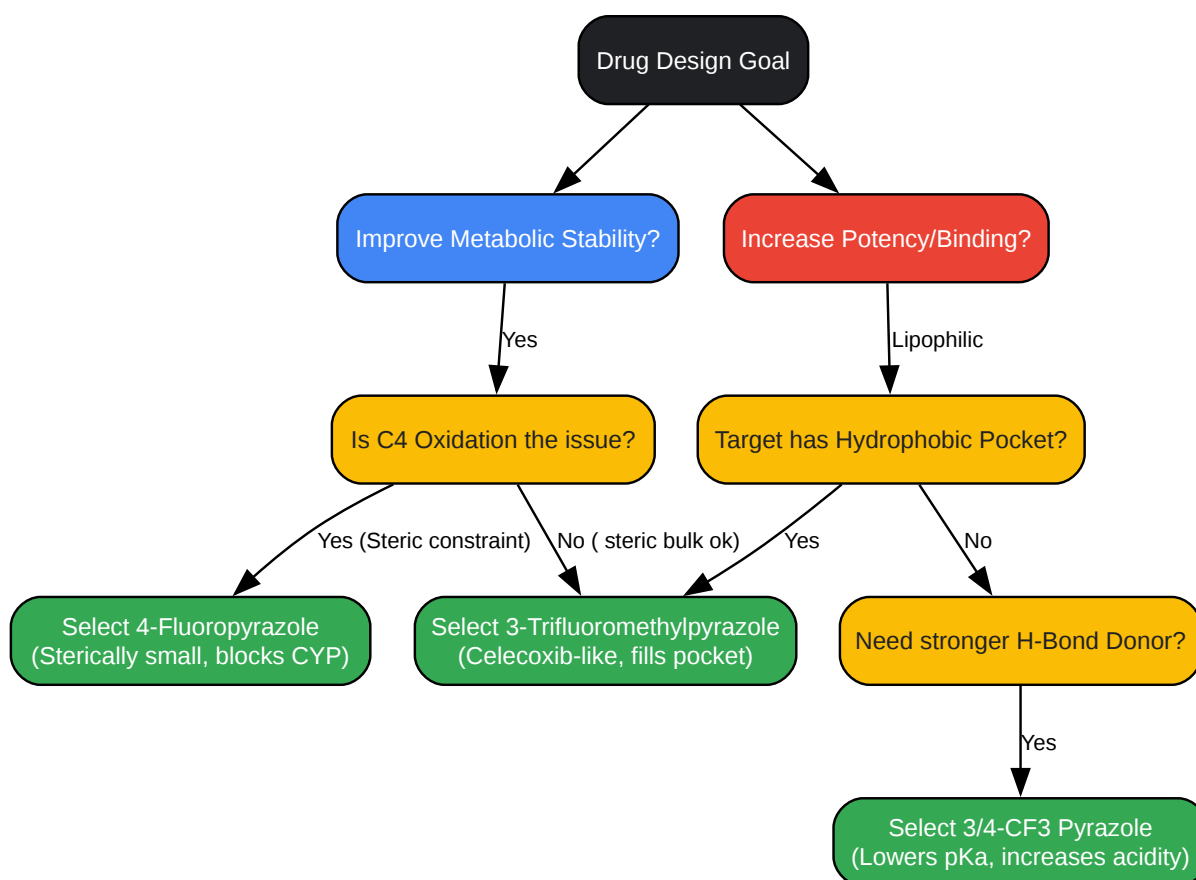 Drug Design Goal
Improve Metabolic Stability?
Increase Potency/Binding?
Yes
Lipophilic
Is C4 Oxidation the issue?
Target has Hydrophobic Pocket?
Yes (Steric constraint)
No ( steric bulk ok)
Yes
No
Select 4-Fluoropyrazole
(Sterically small, blocks CYP)
Select 3-Trifluoromethylpyrazole
(Celecoxib-like, fills pocket)
Need stronger H-Bond Donor?
Yes
Select 3/4-CF3 Pyrazole
(Lowers pKa, increases acidity)